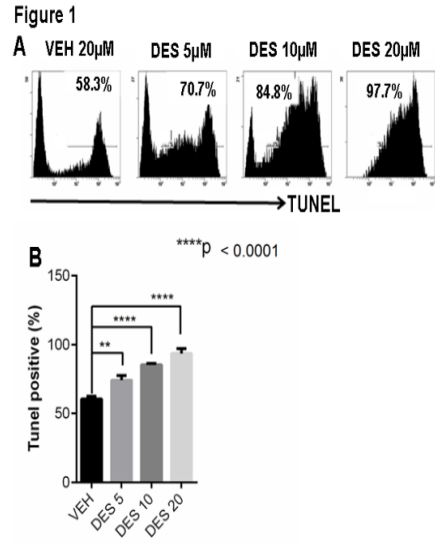 Figure 1
A
VEH 20µM DES 5µM DES 10µM DES 20µM
58.3% 70.7% 84.8% 97.7%
TUNEL
B
****p < 0.0001
150
100
50
0
Tunel positive (%)
**
****
****
VEH
DES 5
DES 10
DES 20